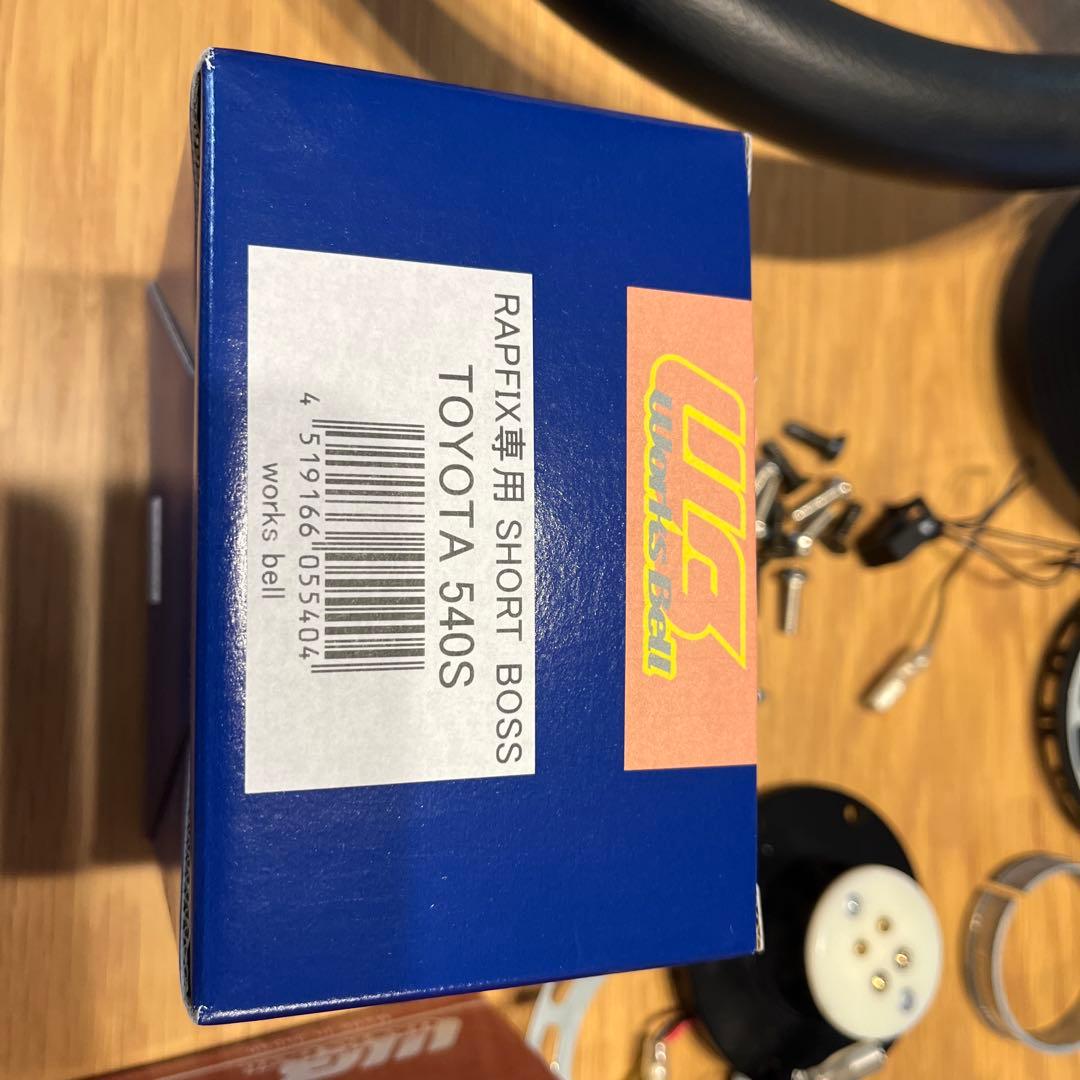 Works Bell
RAPFIX専用 SHORT BOSS
TOYOTA 540S
4 519166 055404
works bell